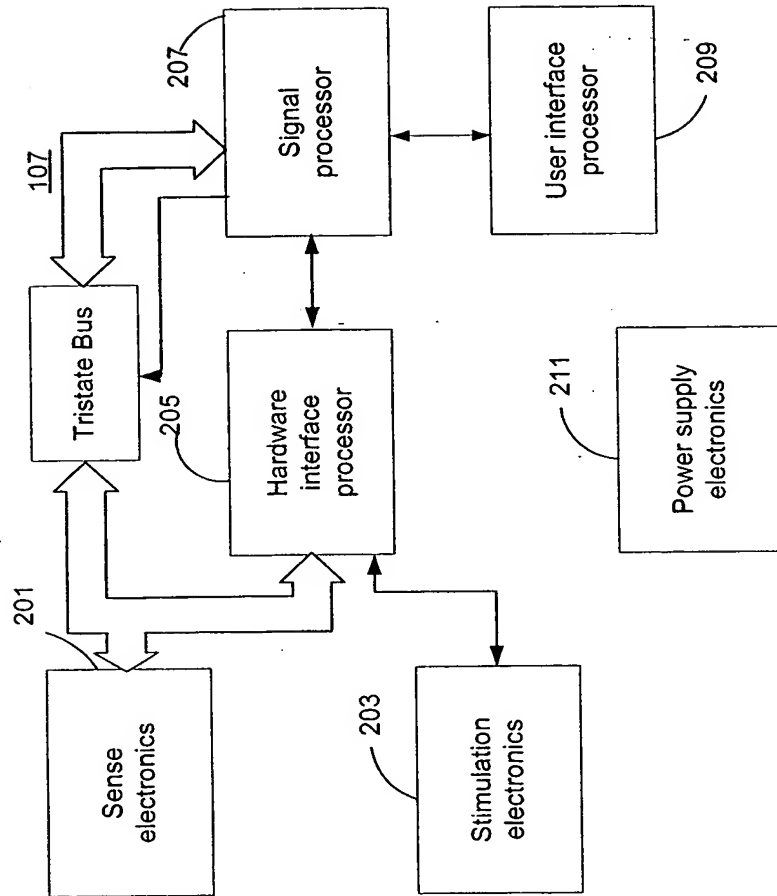 107
201
Sense
electronics
Tristate Bus
207
Signal
processor
205
Hardware
interface
processor
203
Stimulation
electronics
User interface
processor
209
211
Power supply
electronics